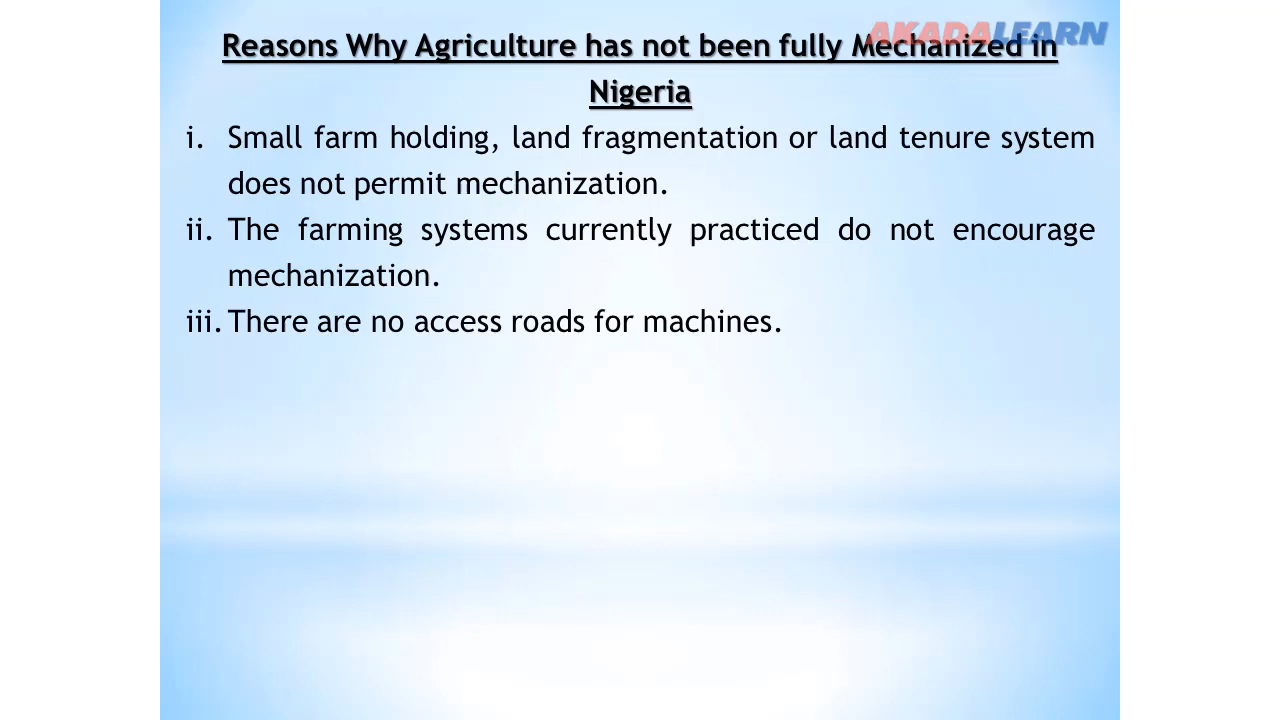 AKADALEARN
Reasons Why Agriculture has not been fully Mechanized in
Nigeria
i. Small farm holding, land fragmentation or land tenure system
does not permit mechanization.
ii. The farming systems currently practiced do not encourage
mechanization.
iii. There are no access roads for machines.